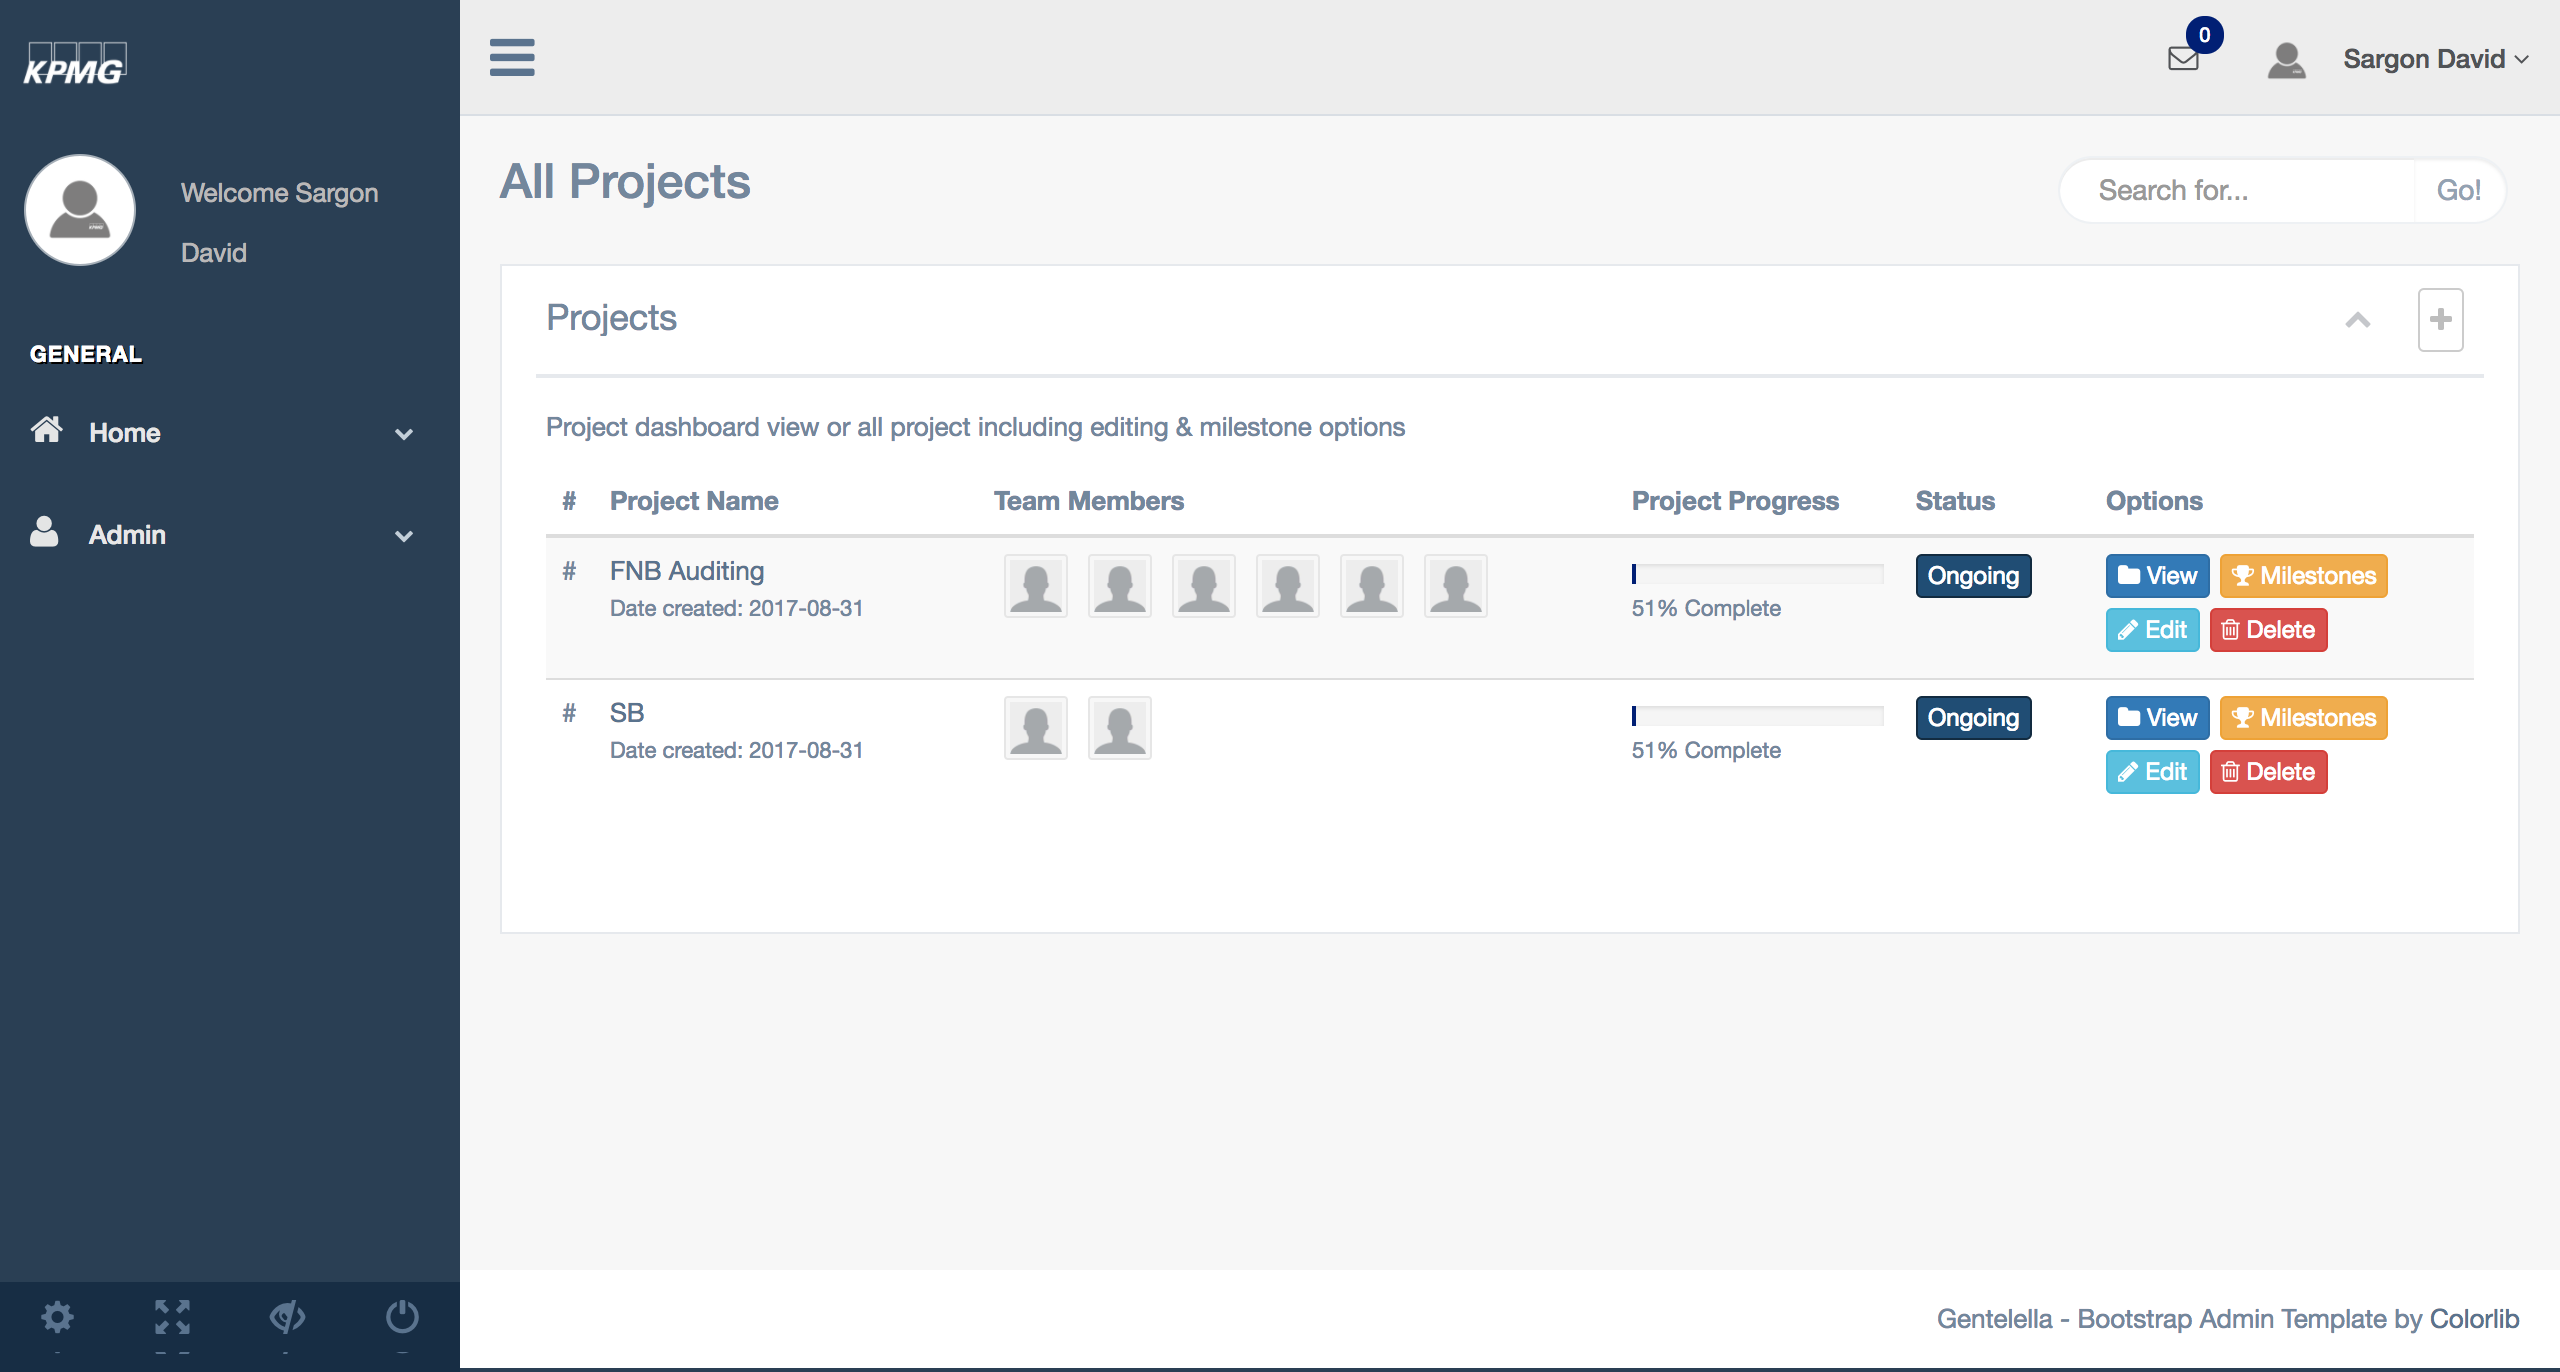 KPMG
0
Sargon David
Welcome Sargon
David
GENERAL
Home
Admin
All Projects
Search for...
Go!
Projects
Project dashboard view or all project including editing & milestone options
# Project Name Team Members Project Progress Status Options
# FNB Auditing Ongoing View Milestones
Date created: 2017-08-31 51% Complete Edit Delete
# SB Ongoing View Milestones
Date created: 2017-08-31 51% Complete Edit Delete
Gentelella - Bootstrap Admin Template by Colorlib